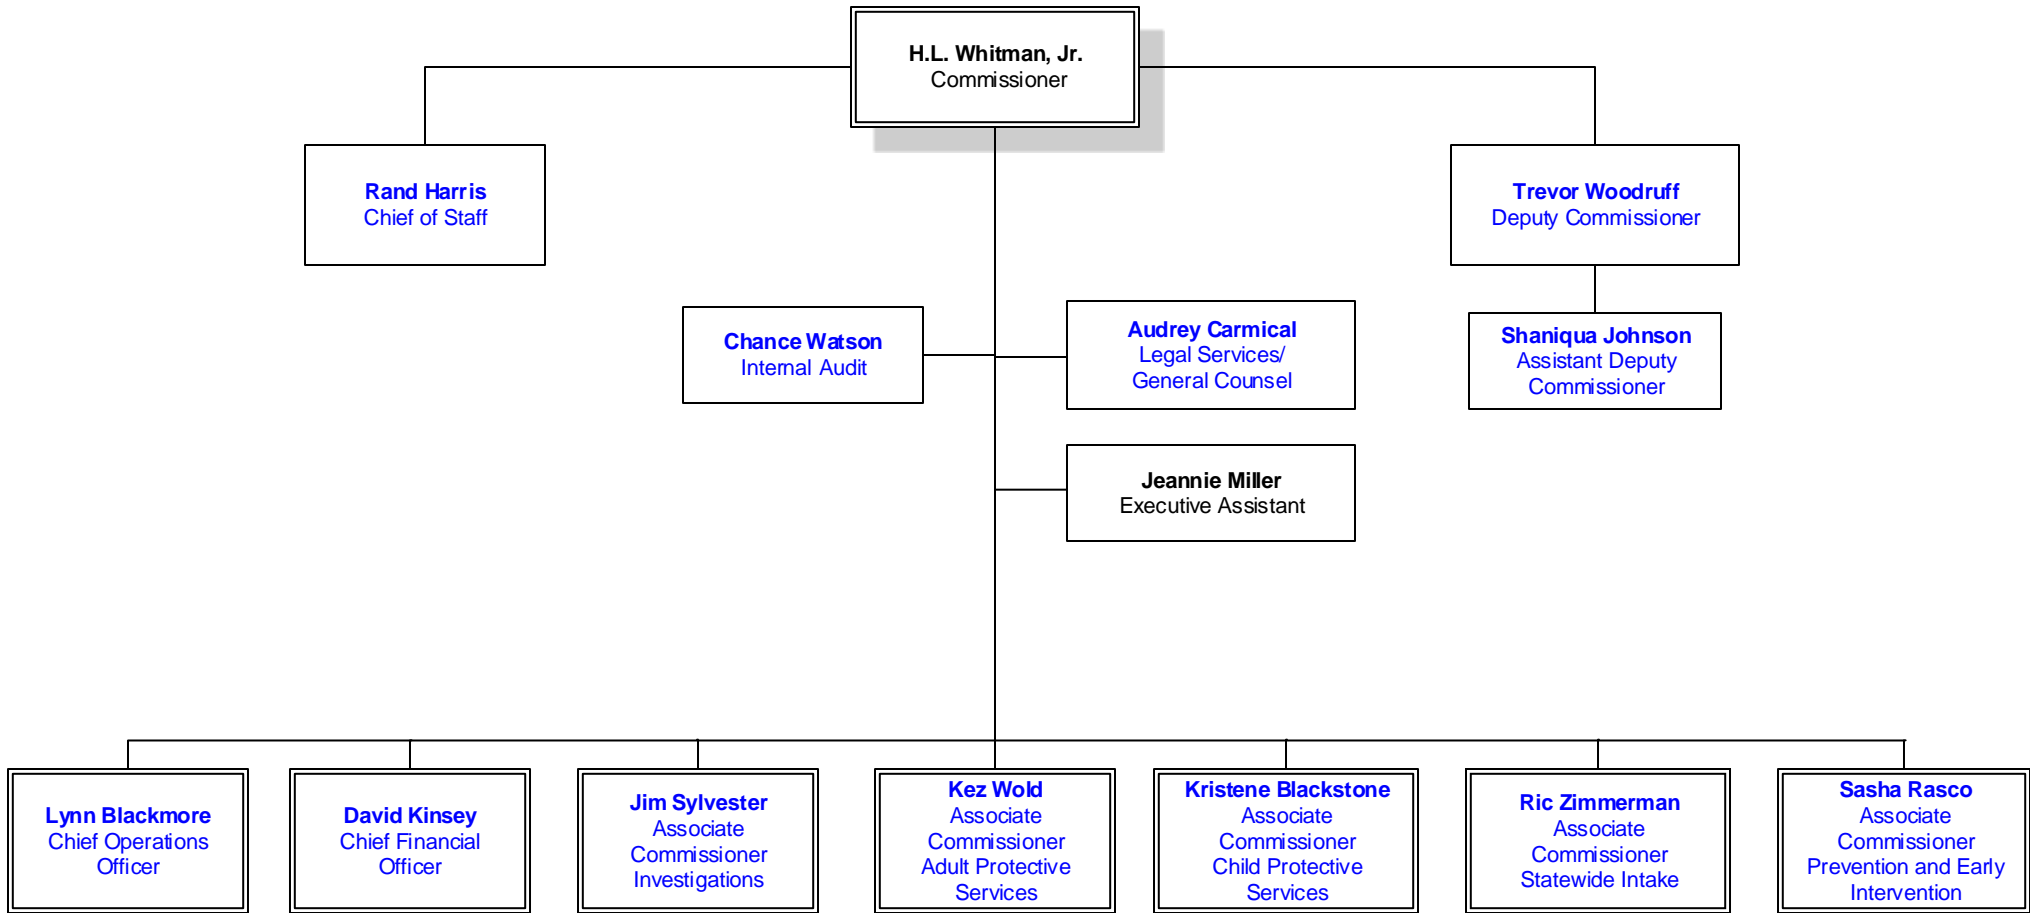 H.L. Whitman, Jr.
Commissioner
Rand Harris
Chief of Staff
Trevor Woodruff
Deputy Commissioner
Chance Watson
Internal Audit
Audrey Carmical
Legal Services/
General Counsel
Shaniqua Johnson
Assistant Deputy
Commissioner
Jeannie Miller
Executive Assistant
Lynn Blackmore
Chief Operations
Officer
David Kinsey
Chief Financial
Officer
Jim Sylvester
Associate
Commissioner
Investigations
Kez Wold
Associate
Commissioner
Adult Protective
Services
Kristene Blackstone
Associate
Commissioner
Child Protective
Services
Ric Zimmerman
Associate
Commissioner
Statewide Intake
Sasha Rasco
Associate
Commissioner
Prevention and Early
Intervention